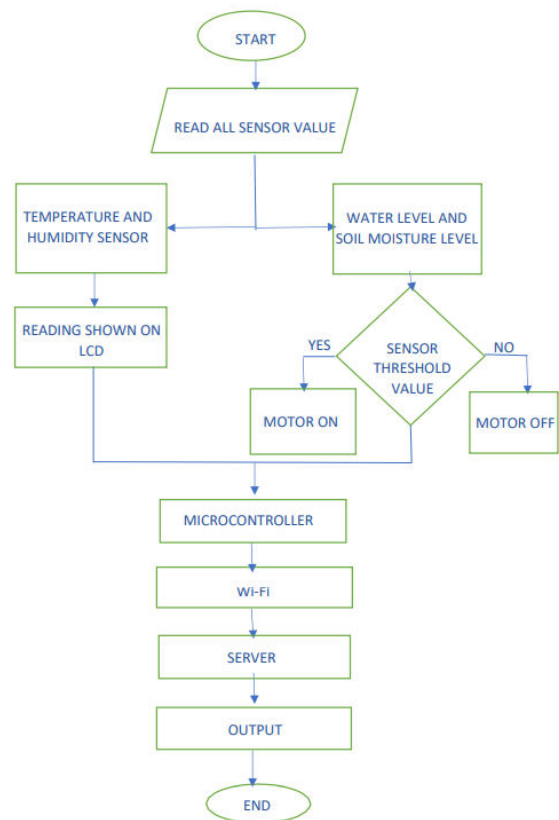 START
READ ALL SENSOR VALUE
TEMPERATURE AND
HUMIDITY SENSOR
WATER LEVEL AND
SOIL MOISTURE LEVEL
READING SHOWN ON
LCD
YES
SENSOR
THRESHOLD
VALUE
NO
MOTOR ON
MOTOR OFF
MICROCONTROLLER
Wi-Fi
SERVER
OUTPUT
END